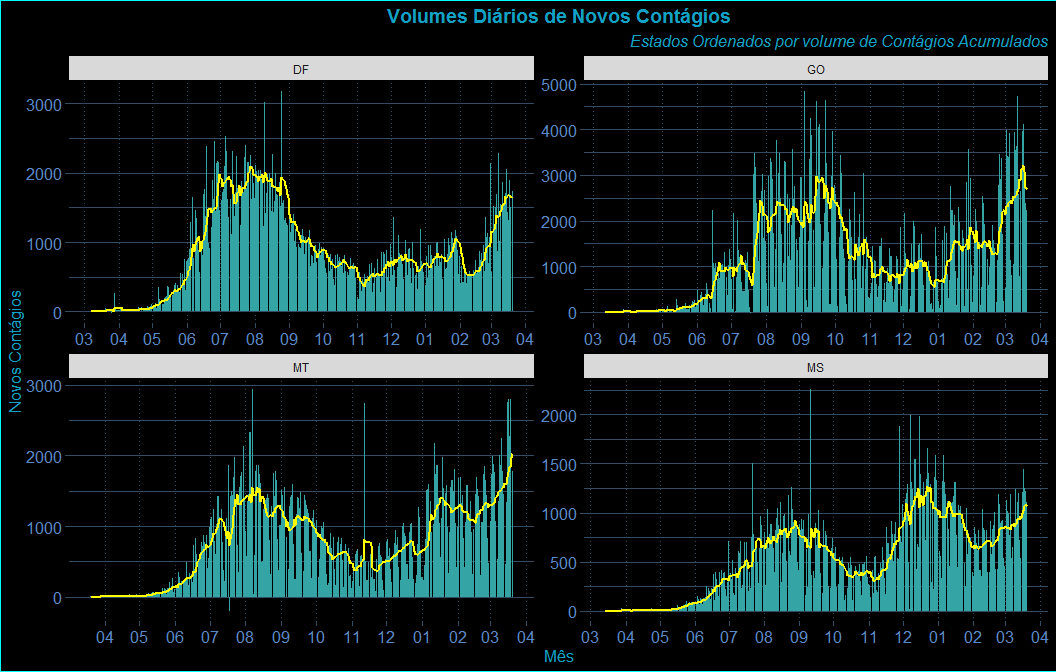 Volumes Diários de Novos Contágios
Estados Ordenados por volume de Contágios Acumulados
DF
GO
3000
2000
1000
0
5000
4000
3000
2000
1000
0
03 04 05 06 07 08 09 10 11 12 01 02 03 04
03 04 05 06 07 08 09 10 11 12 01 02 03 04
Novos Contágios
MT
MS
3000
2000
1000
0
2000
1500
1000
500
0
04 05 06 07 08 09 10 11 12 01 02 03 04
03 04 05 06 07 08 09 10 11 12 01 02 03 04
Mês